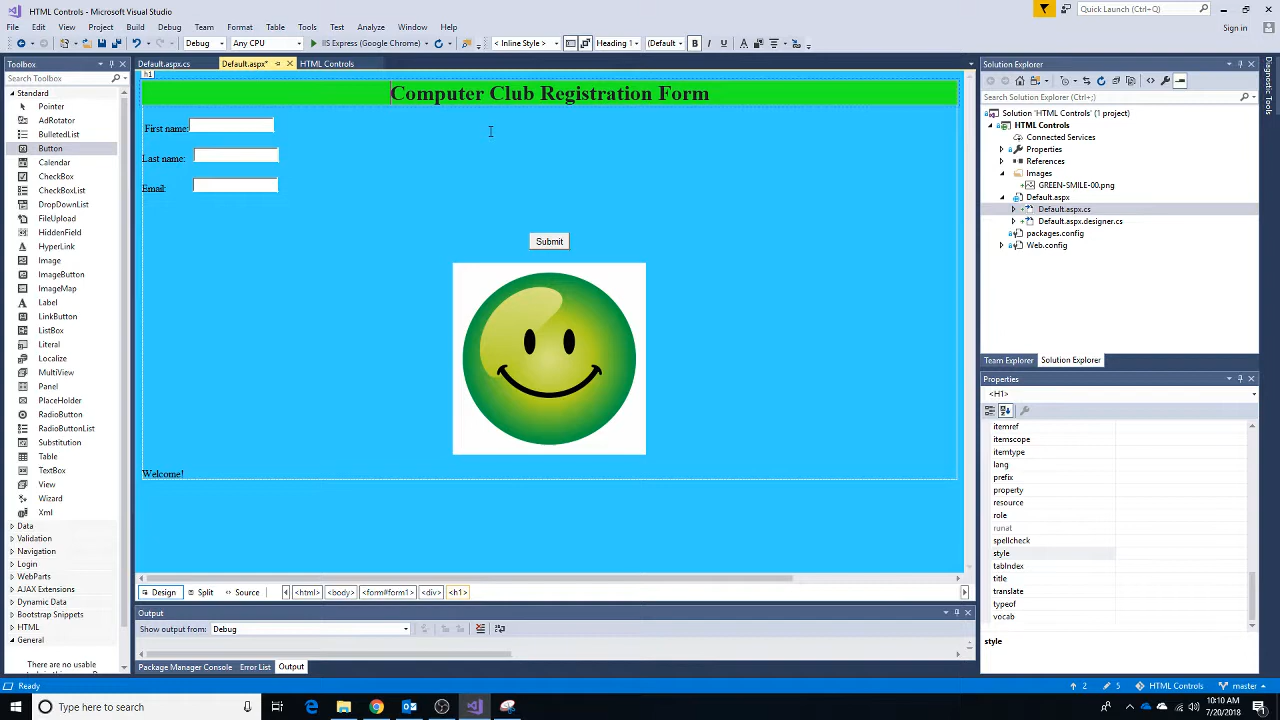 HTML Controls - Microsoft Visual Studio
Quick Launch (Ctrl+Q)
File Edit View Project Build Debug Team Format Table Tools Test Analyze Window Help
Sign in
Debug Any CPU IIS Express (Google Chrome) < Inline Style > Heading 1 (Default B I U A
Toolbox
Search Toolbox
Standard
Pointer
AdRotator
BulletedList
Button
Calendar
CheckBox
CheckBoxList
DropDownList
FileUpload
HiddenField
HyperLink
Image
ImageButton
ImageMap
Label
LinkButton
ListBox
Literal
Localize
MultiView
Panel
PlaceHolder
RadioButton
RadioButtonList
Substitution
Table
TextBox
View
Wizard
Xml
Data
Validation
Navigation
Login
WebParts
AJAX Extensions
Dynamic Data
Bootstrap Snippets
HTML
General
There are no usable
Default.aspx.cs Default.aspx* HTML Controls
h1
Computer Club Registration Form
First name:
Last name:
Email:
Submit
Welcome!
Design Split Source <html> <body> <form#form1> <div> <h1>
Output
Show output from: Debug
Package Manager Console Error List Output
Solution Explorer
Search Solution Explorer (Ctrl+;)
Solution 'HTML Controls' (1 project)
HTML Controls
Connected Services
Properties
References
Images
GREEN-SMILE-00.png
Default.aspx
Default.aspx.cs
Default.aspx.designer.cs
packages.config
Web.config
Team Explorer Solution Explorer
Properties
<H1>
itemref
itemscope
itemtype
lang
prefix
property
resource
role
runat
spellcheck
style
tabIndex
title
translate
typeof
vocab
style
Diagnostic Tools
Ready
2 5 HTML Controls master
Type here to search
10:10 AM
7/20/2018